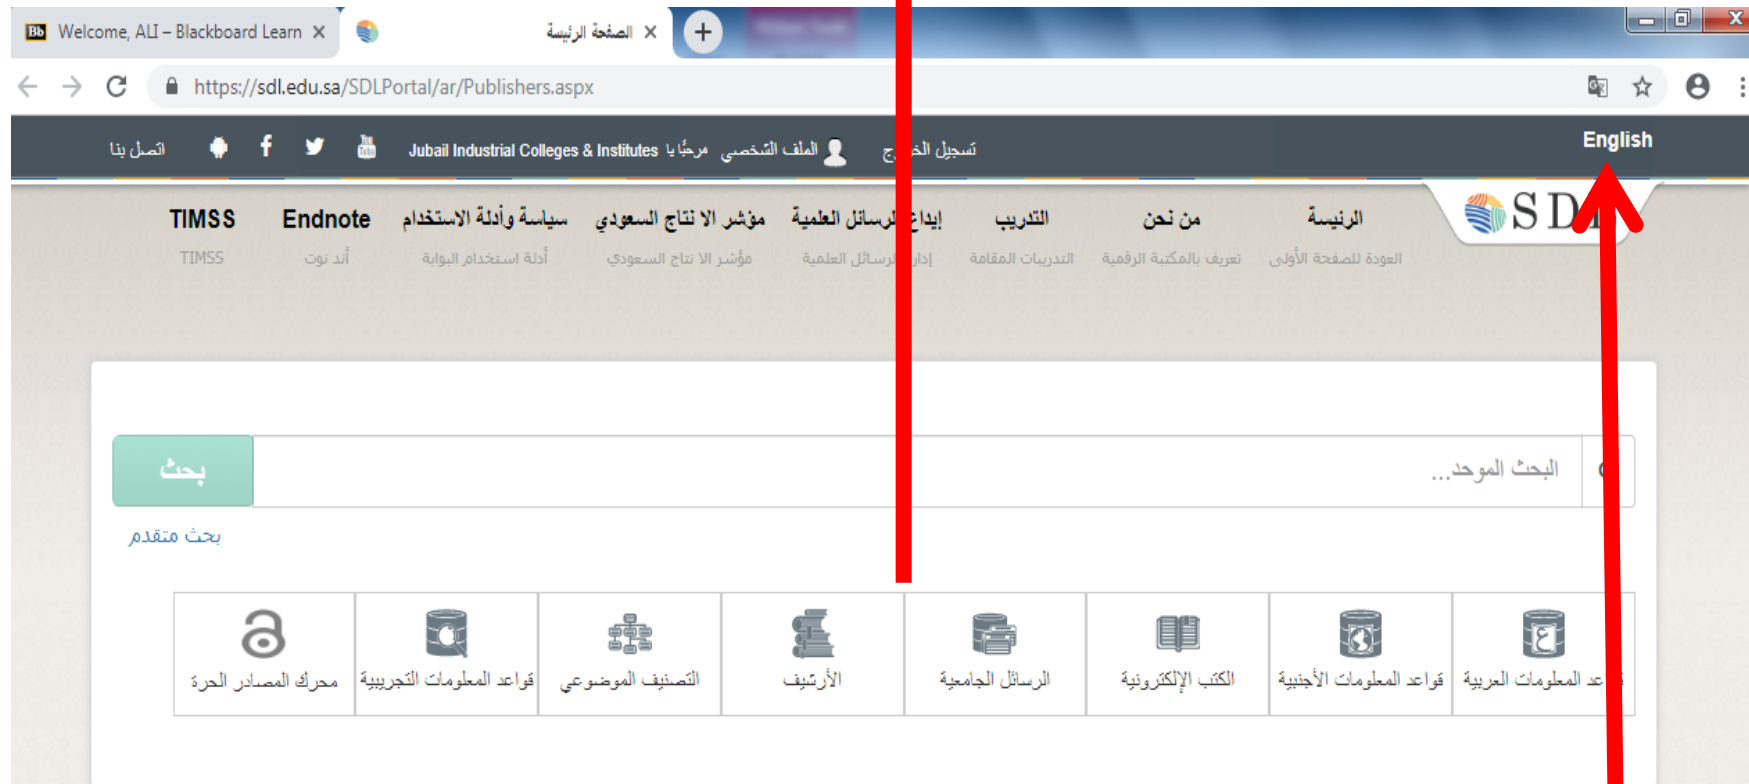 Welcome, ALI – Blackboard Learn
الصفحة الرئيسة
https://sdl.edu.sa/SDLPortal/ar/Publishers.aspx
English
تسجيل
الملف الشخصي
مرحبًا يا Jubail Industrial Colleges & Institutes
You Tube
اتصل بنا
الرئيسة من نحن التدريب الرسائل العلمية مؤشر الا نتاج السعودي سياسة وأدلة الاستخدام Endnote TIMSS
العودة للصفحة الأولى تعريف بالمكتبة الرقمية التدريبات المقامة الرسائل العلمية مؤشر الا نتاج السعودي أدلة استخدام البوابة أند نوت TIMSS
البحث الموحد...
بحث
بحث متقدم
المعلومات العربية
قواعد المعلومات الأجنبية
الكتب الإلكترونية
الرسائل الجامعية
الأرشيف
التصنيف الموضوعي
قواعد المعلومات التجريبية
محرك المصادر الحرة